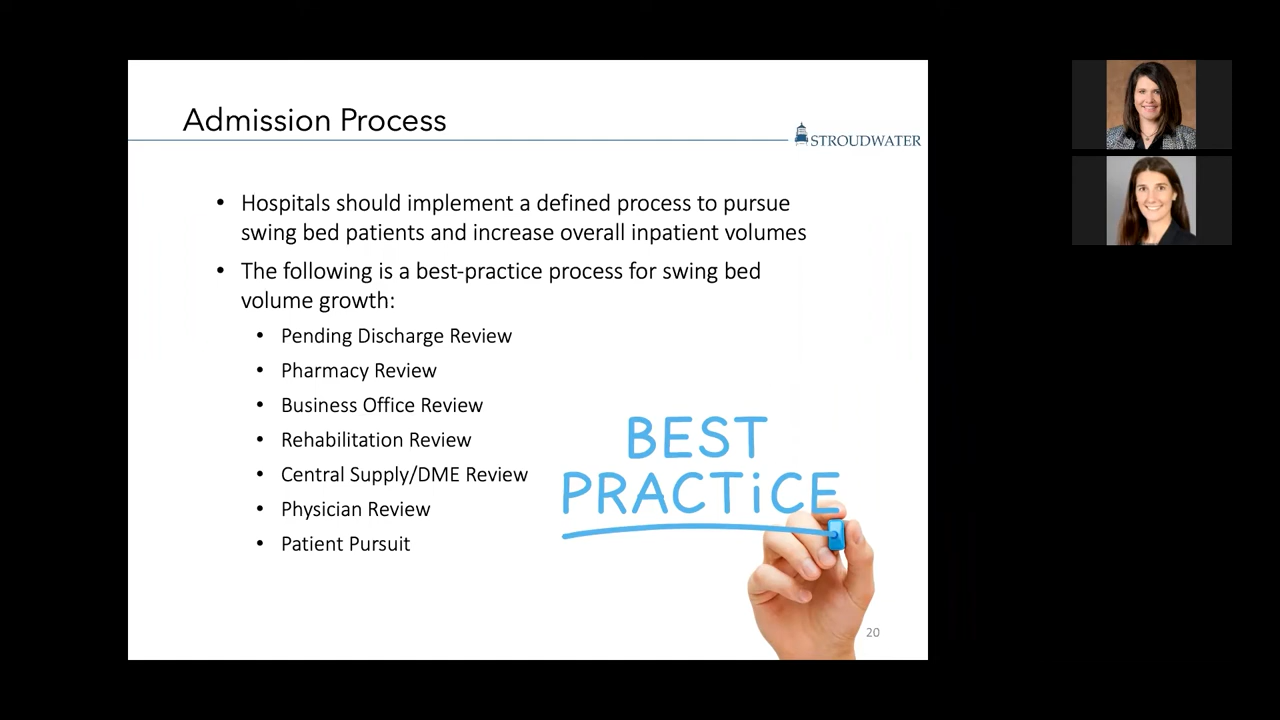 Admission Process
STROUDWATER
• Hospitals should implement a defined process to pursue
swing bed patients and increase overall inpatient volumes
• The following is a best-practice process for swing bed
volume growth:
• Pending Discharge Review
• Pharmacy Review
• Business Office Review
• Rehabilitation Review
• Central Supply/DME Review
• Physician Review
• Patient Pursuit
BEST
PRACTiCE
20